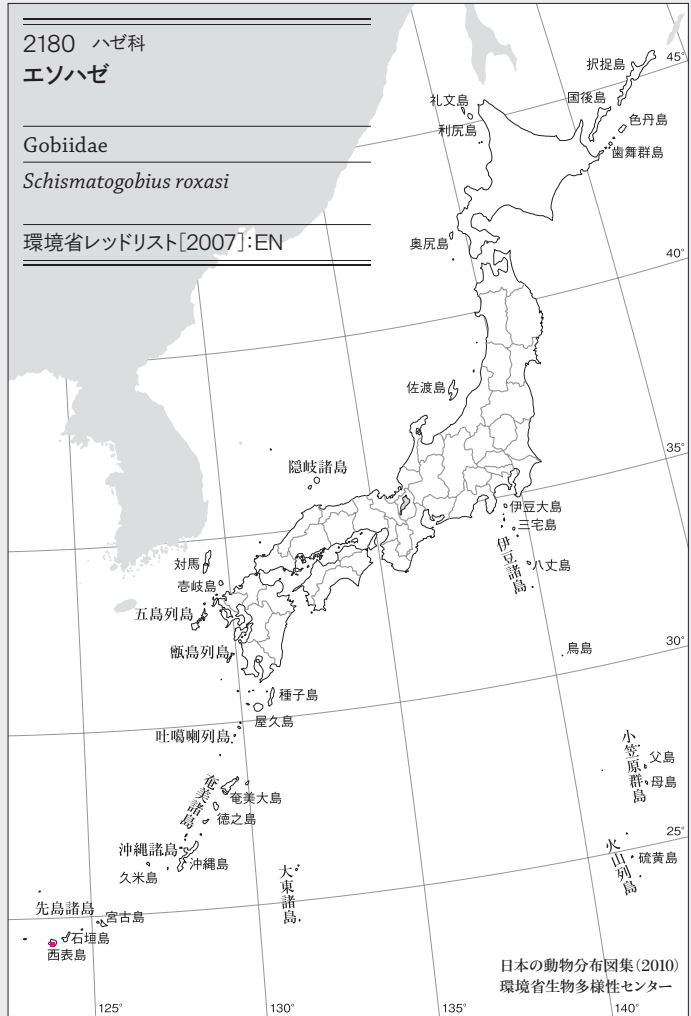 2180 ハゼ科
エソハゼ
Gobiidae
Schismatogobius roxasi
環境省レッドリスト[2007]:EN
択捉島
45°
国後島
礼文島
色丹島
利尻島
歯舞群島
奥尻島
40°
佐渡島
35°
隠岐諸島
伊豆大島
三宅島
伊豆諸島
八丈島
対馬
壱岐島
五島列島
甑島列島
鳥島
30°
種子島
屋久島
吐噶喇列島
小笠原群島
父島
母島
奄美諸島
奄美大島
徳之島
25°
沖縄諸島
沖縄島
久米島
火山列島
硫黄島
大東諸島
先島諸島
宮古島
石垣島
西表島
日本の動物分布図集(2010)
環境省生物多様性センター
125°
130°
135°
140°